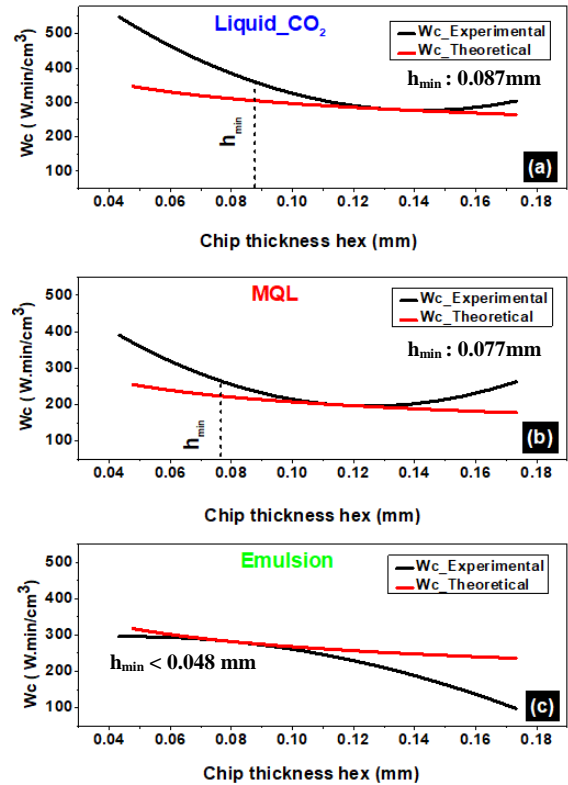 Liquid_CO₂
Wc_Experimental
Wc_Theoretical
hmin : 0.087mm
500
400
300
200
100
Wc ( W.min/cm³)
hmin
(a)
0.04 0.06 0.08 0.10 0.12 0.14 0.16 0.18
Chip thickness hex (mm)
MQL
Wc_Experimental
Wc_Theoretical
hmin : 0.077mm
500
400
300
200
100
Wc ( W.min/cm³)
hmin
(b)
0.04 0.06 0.08 0.10 0.12 0.14 0.16 0.18
Chip thickness hex (mm)
Emulsion
Wc_Experimental
Wc_Theoretical
500
400
300
200
100
Wc ( W.min/cm³)
hmin < 0.048 mm
(c)
0.04 0.06 0.08 0.10 0.12 0.14 0.16 0.18
Chip thickness hex (mm)